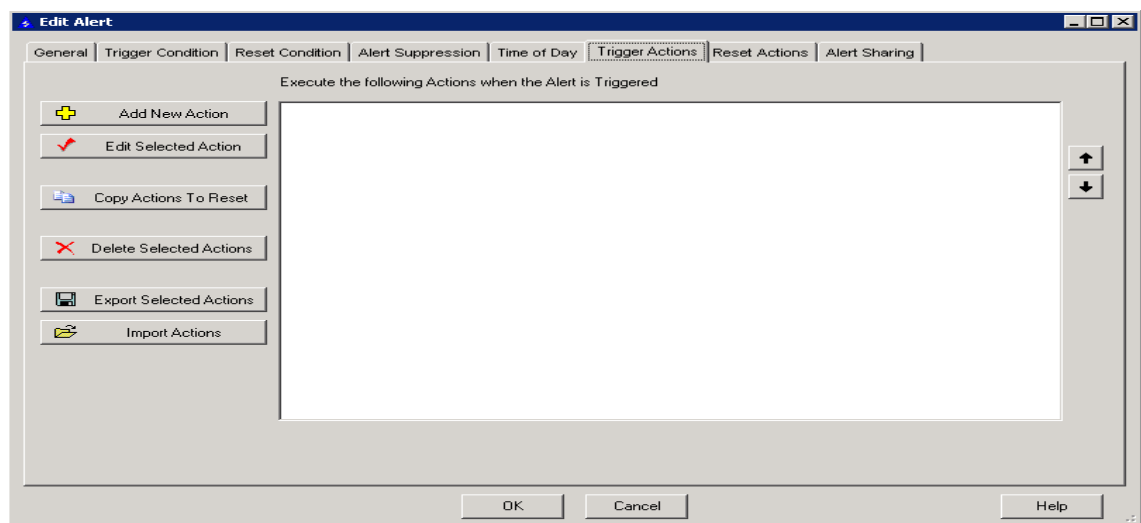 Edit Alert
General
Trigger Condition
Reset Condition
Alert Suppression
Time of Day
Trigger Actions
Reset Actions
Alert Sharing
Execute the following Actions when the Alert is Triggered
Add New Action
Edit Selected Action
Copy Actions To Reset
Delete Selected Actions
Export Selected Actions
Import Actions
OK
Cancel
Help